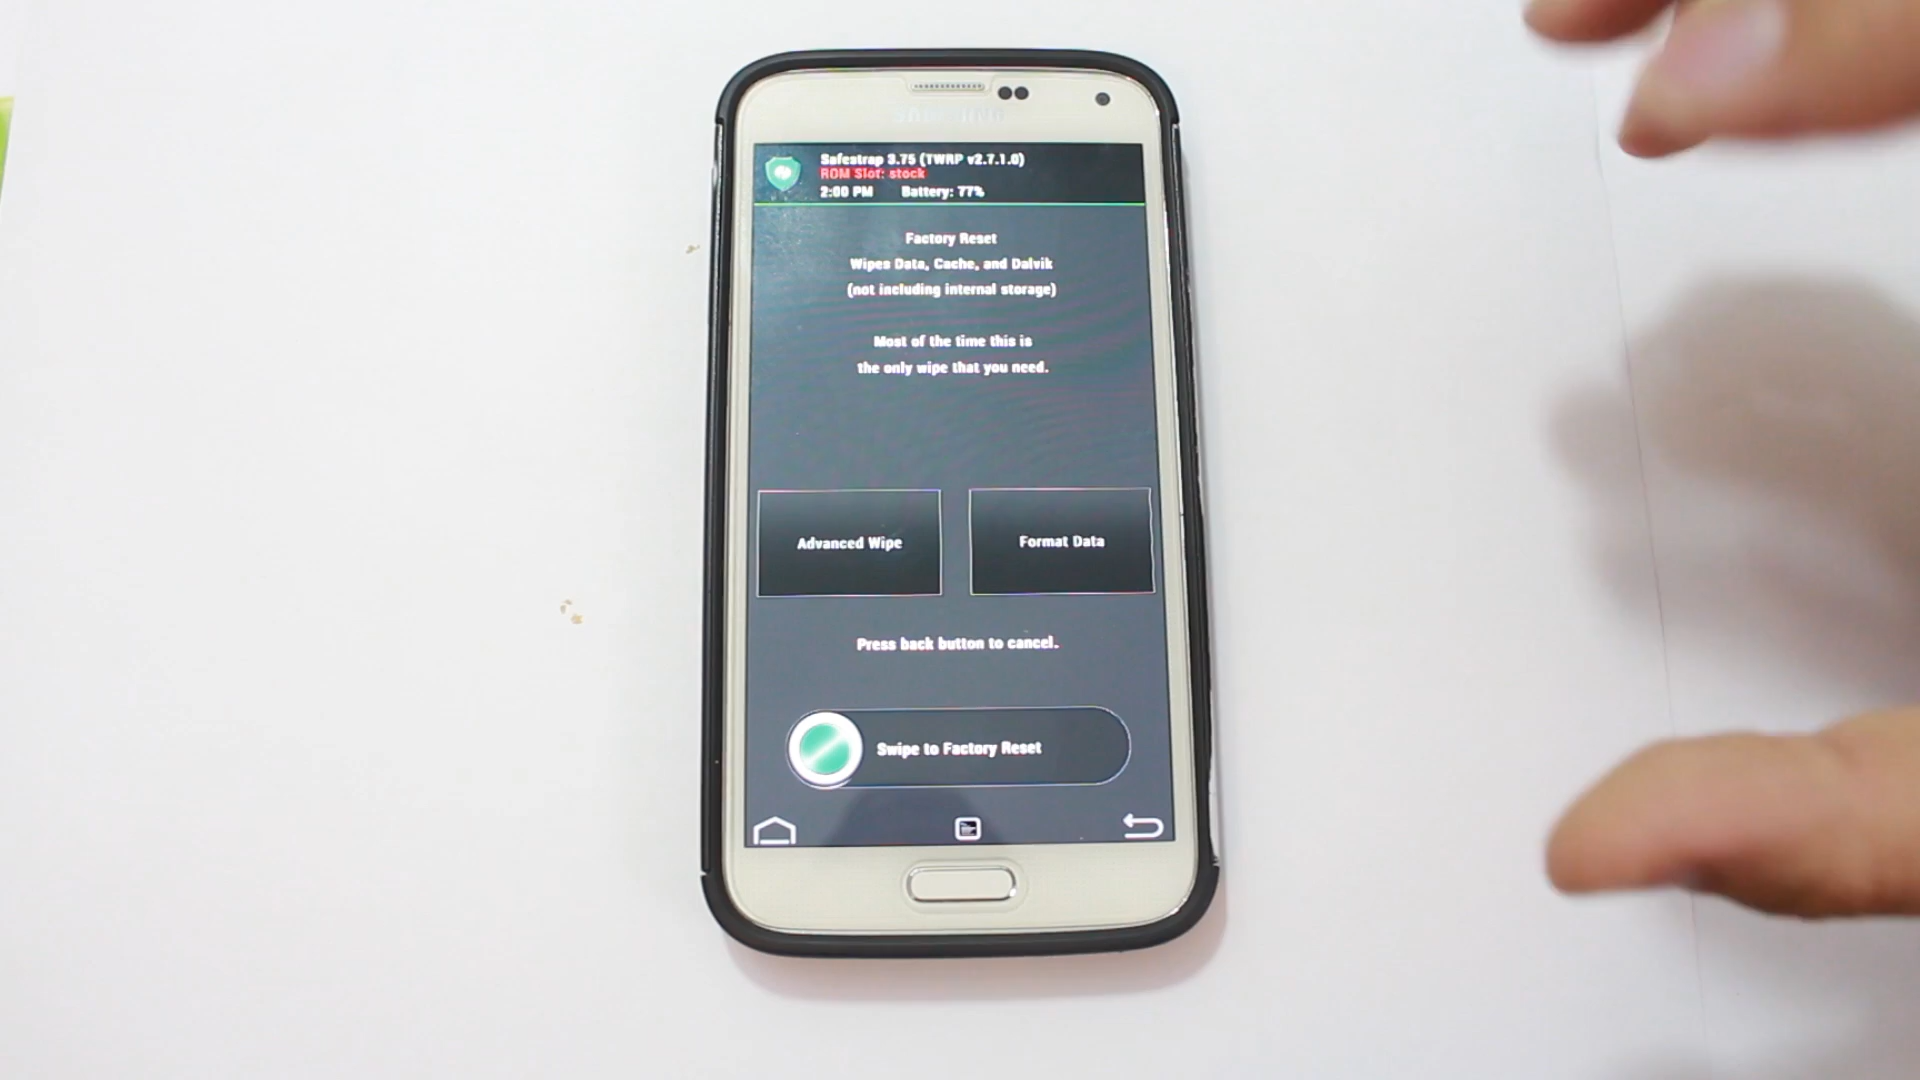 SAMSUNG
Safestrap 3.75 (TWRP v2.7.1.0)
ROM Slot: stock
2:00 PM Battery: 77%
Factory Reset
Wipes Data, Cache, and Dalvik
(not including internal storage)
Most of the time this is
the only wipe that you need.
Advanced Wipe
Format Data
Press back button to cancel.
Swipe to Factory Reset